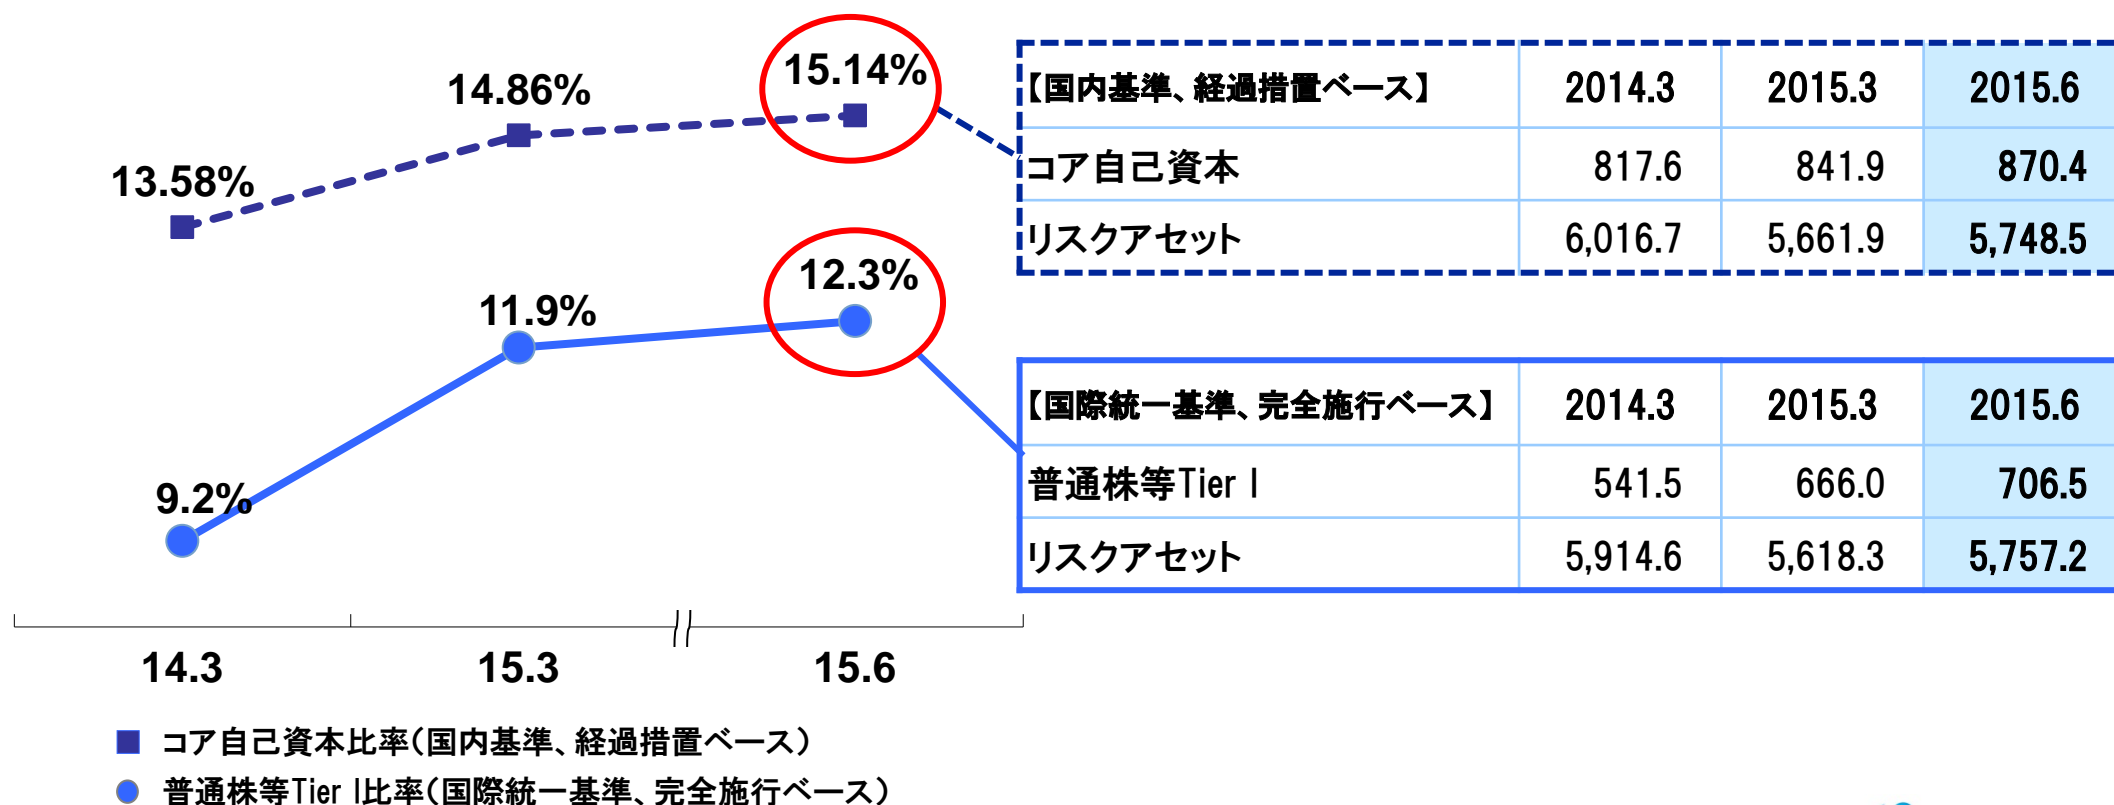 15.14%
14.86%
13.58%
12.3%
11.9%
9.2%
14.3 15.3 15.6
■ コア自己資本比率(国内基準、経過措置ベース)
● 普通株等Tier I比率(国際統一基準、完全施行ベース)
【国内基準、経過措置ベース】 2014.3 2015.3 2015.6
コア自己資本 817.6 841.9 870.4
リスクアセット 6,016.7 5,661.9 5,748.5
【国際統一基準、完全施行ベース】 2014.3 2015.3 2015.6
普通株等Tier I 541.5 666.0 706.5
リスクアセット 5,914.6 5,618.3 5,757.2